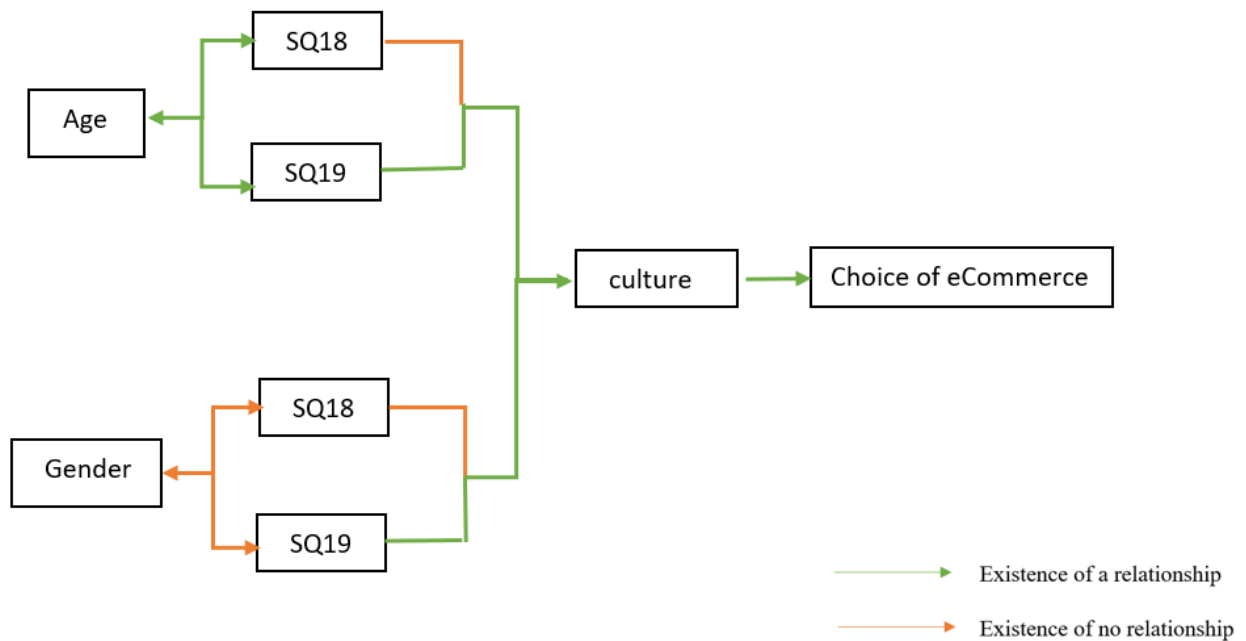 SQ18
Age
SQ19
culture
Choice of eCommerce
SQ18
Gender
SQ19
Existence of a relationship
Existence of no relationship